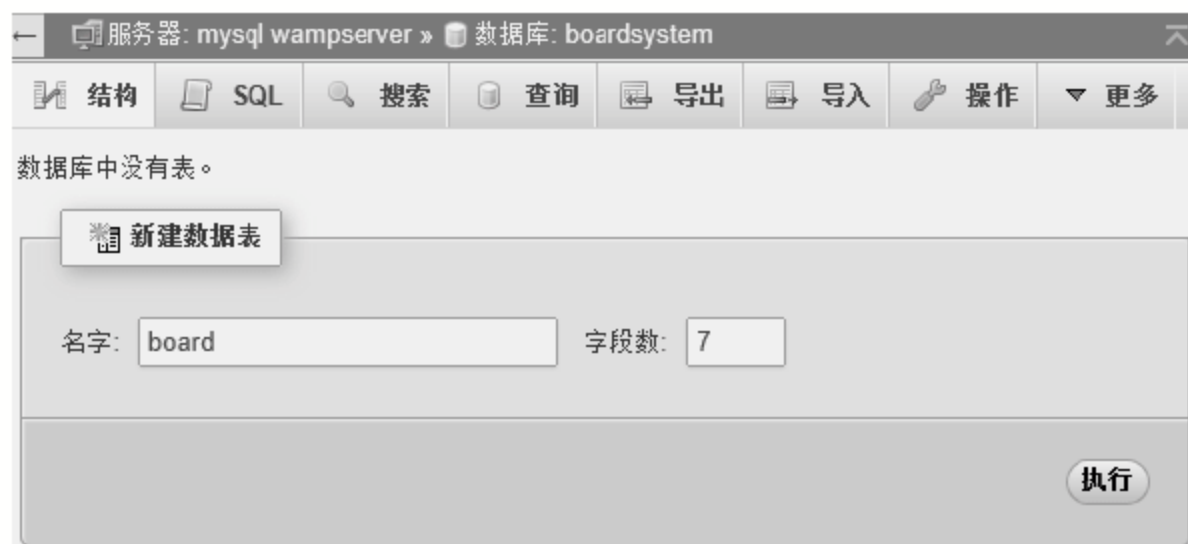 服务器: mysql wampserver » 数据库: boardsystem
结构 SQL 搜索 查询 导出 导入 操作 更多
数据库中没有表。
新建数据表
名字: board 字段数: 7
执行